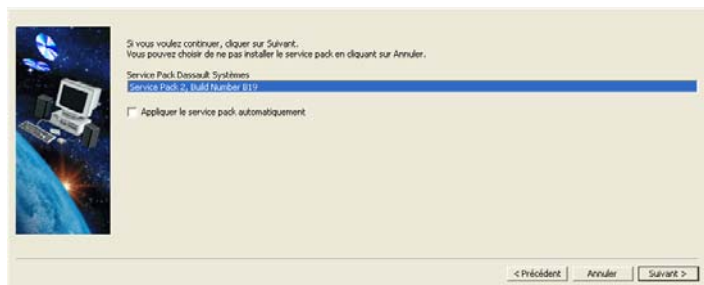 Si vous voulez continuer, cliquer sur Suivant.
Vous pouvez choisir de ne pas installer le service pack en cliquant sur Annuler.
Service Pack Dassault Systèmes
Service Pack 2, Build Number B19
Appliquer le service pack automatiquement
< Précédent
Annuler
Suivant >